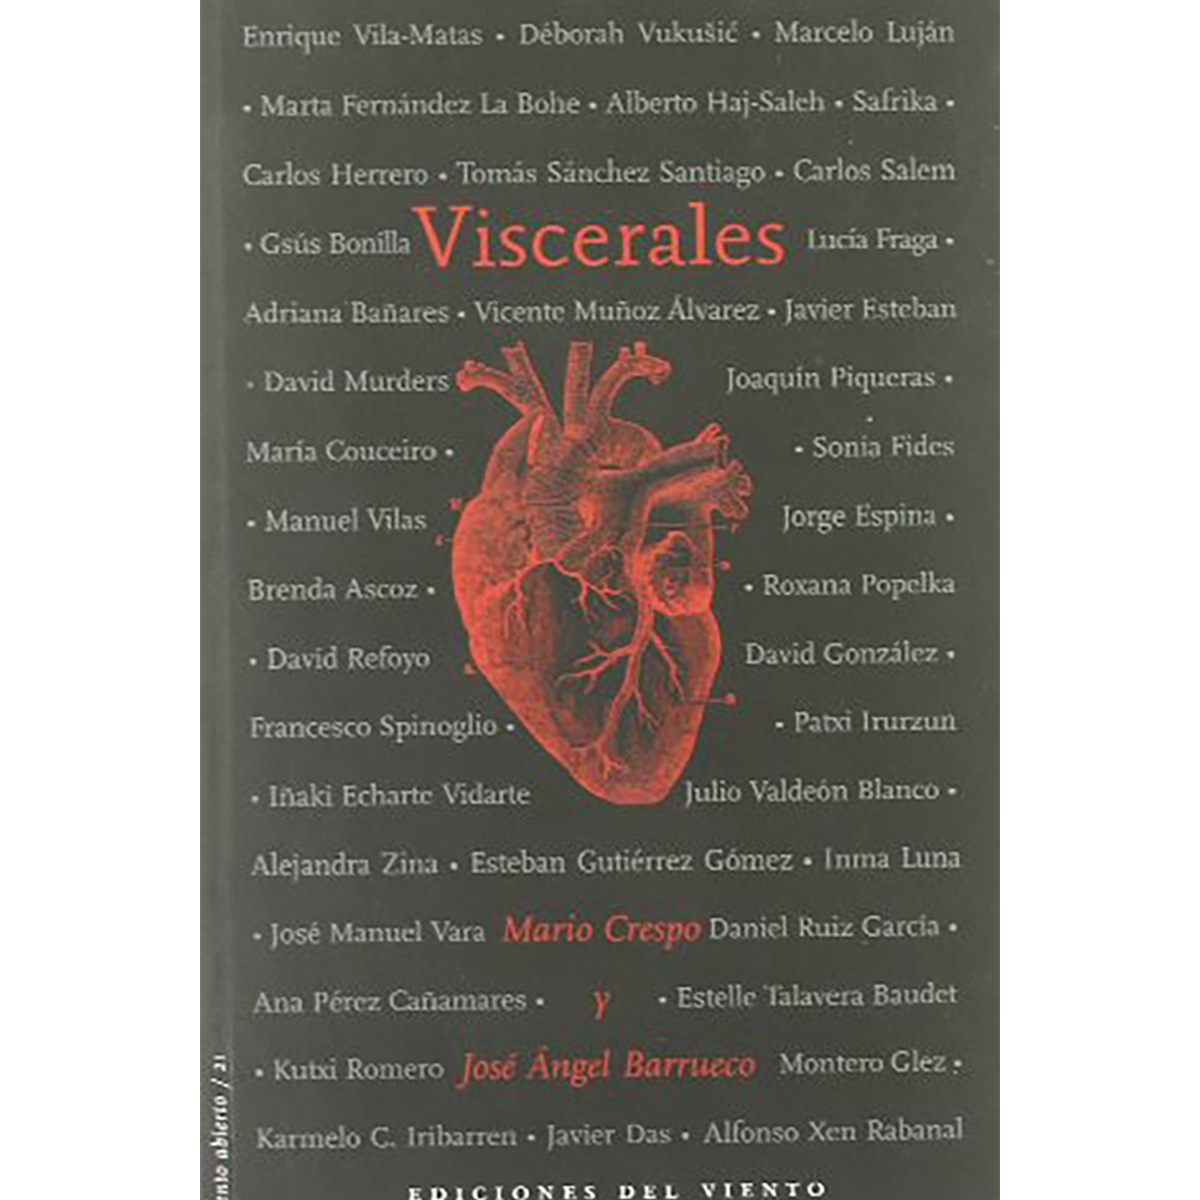 Enrique Vila-Matas • Déborah Vukušić • Marcelo Luján
• Marta Fernández La Bohe • Alberto Haj-Saleh • Safrika •
Carlos Herrero • Tomás Sánchez Santiago • Carlos Salem
• Gsús Bonilla Viscerales Lucía Fraga •
Adriana Bañares • Vicente Muñoz Álvarez • Javier Esteban
• David Murders Joaquín Piqueras •
María Couceiro • • Sonia Fides
• Manuel Vilas Jorge Espina •
Brenda Ascoz • • Roxana Popelka
• David Refoyo David González •
Francesco Spinoglio • • Patxi Irurzun
• Iñaki Echarte Vidarte Julio Valdeón Blanco •
Alejandra Zina • Esteban Gutiérrez Gómez • Inma Luna
• José Manuel Vara Mario Crespo Daniel Ruiz García •
Ana Pérez Cañamares • y • Estelle Talavera Baudet
• Kutxi Romero José Ángel Barrueco Montero Glez •
Karmelo C. Iribarren • Javier Das • Alfonso Xen Rabanal
EDICIONES DEL VIENTO
ento abierto / 21